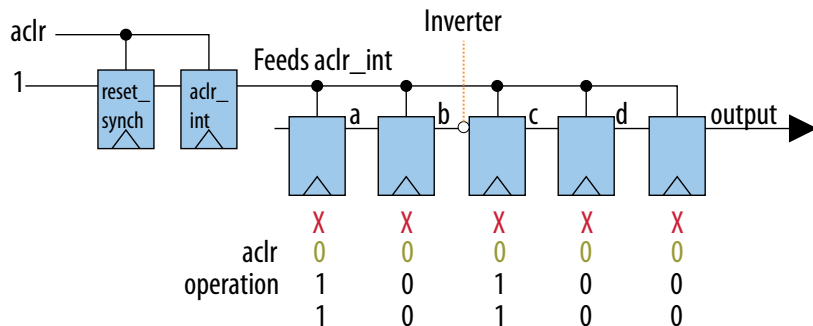 aclr
Inverter
1
Feeds aclr_int
reset_
synch
aclr_
int
a
b
c
d
output
X X X X X
aclr 0 0 0 0 0
operation 1 0 1 0 0
1 0 1 0 0